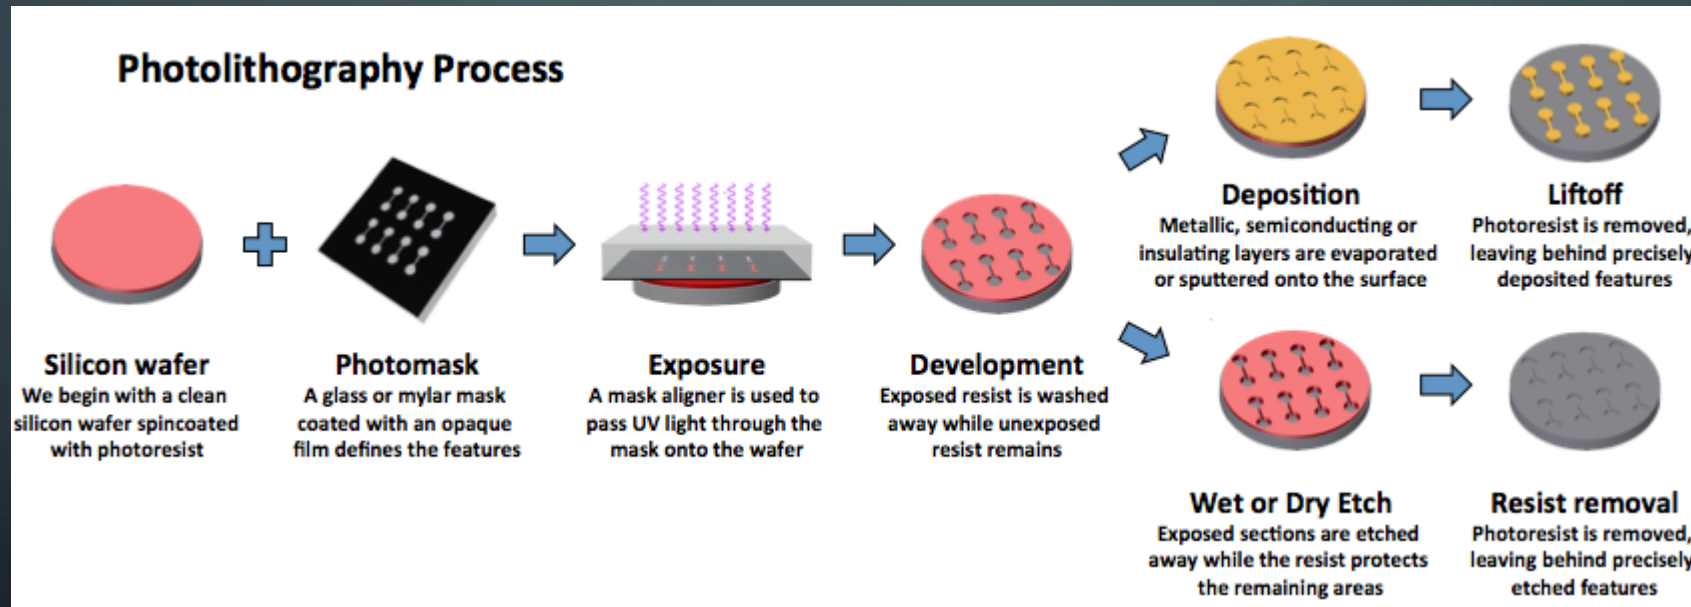 Photolithography Process
Silicon wafer
We begin with a clean
silicon wafer spincoated
with photoresist
Photomask
A glass or mylar mask
coated with an opaque
film defines the features
Exposure
A mask aligner is used to
pass UV light through the
mask onto the wafer
Development
Exposed resist is washed
away while unexposed
resist remains
Deposition
Metallic, semiconducting or
insulating layers are evaporated
or sputtered onto the surface
Liftoff
Photoresist is removed,
leaving behind precisely
deposited features
Wet or Dry Etch
Exposed sections are etched
away while the resist protects
the remaining areas
Resist removal
Photoresist is removed,
leaving behind precisely
etched features